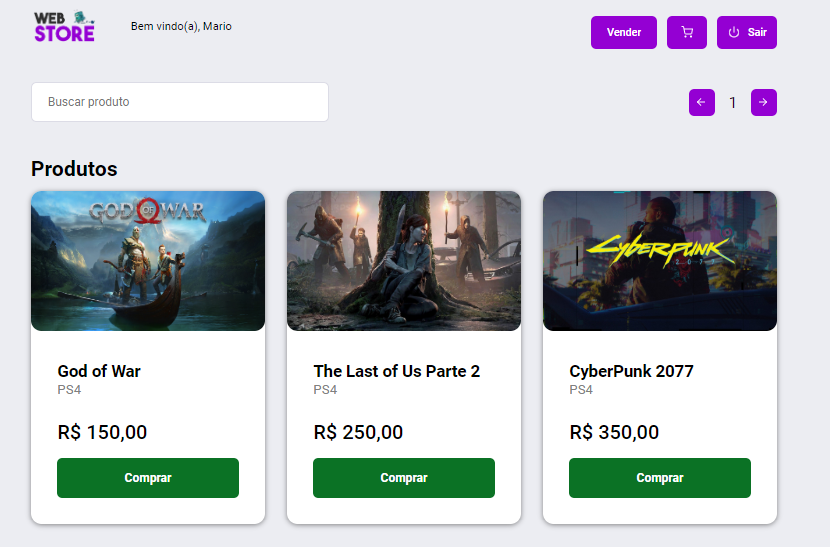 WEB
STORE
Bem vindo(a), Mario
Vender
Sair
Buscar produto
1
Produtos
GOD OF WAR
CYBERPUNK
2077
God of War
PS4
R$ 150,00
Comprar
The Last of Us Parte 2
PS4
R$ 250,00
Comprar
CyberPunk 2077
PS4
R$ 350,00
Comprar